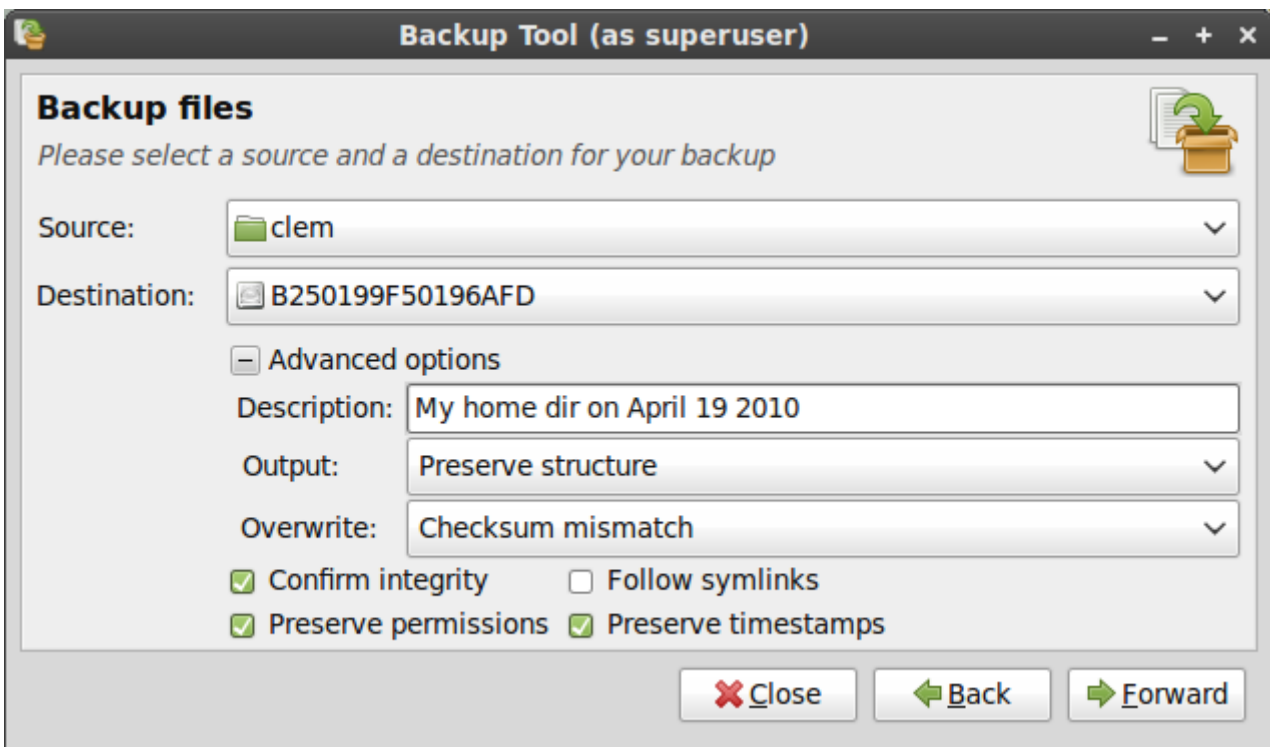 Backup Tool (as superuser)
Backup files
Please select a source and a destination for your backup
Source: clem
Destination: B250199F50196AFD
Advanced options
Description: My home dir on April 19 2010
Output: Preserve structure
Overwrite: Checksum mismatch
Confirm integrity Follow symlinks
Preserve permissions Preserve timestamps
Close Back Forward